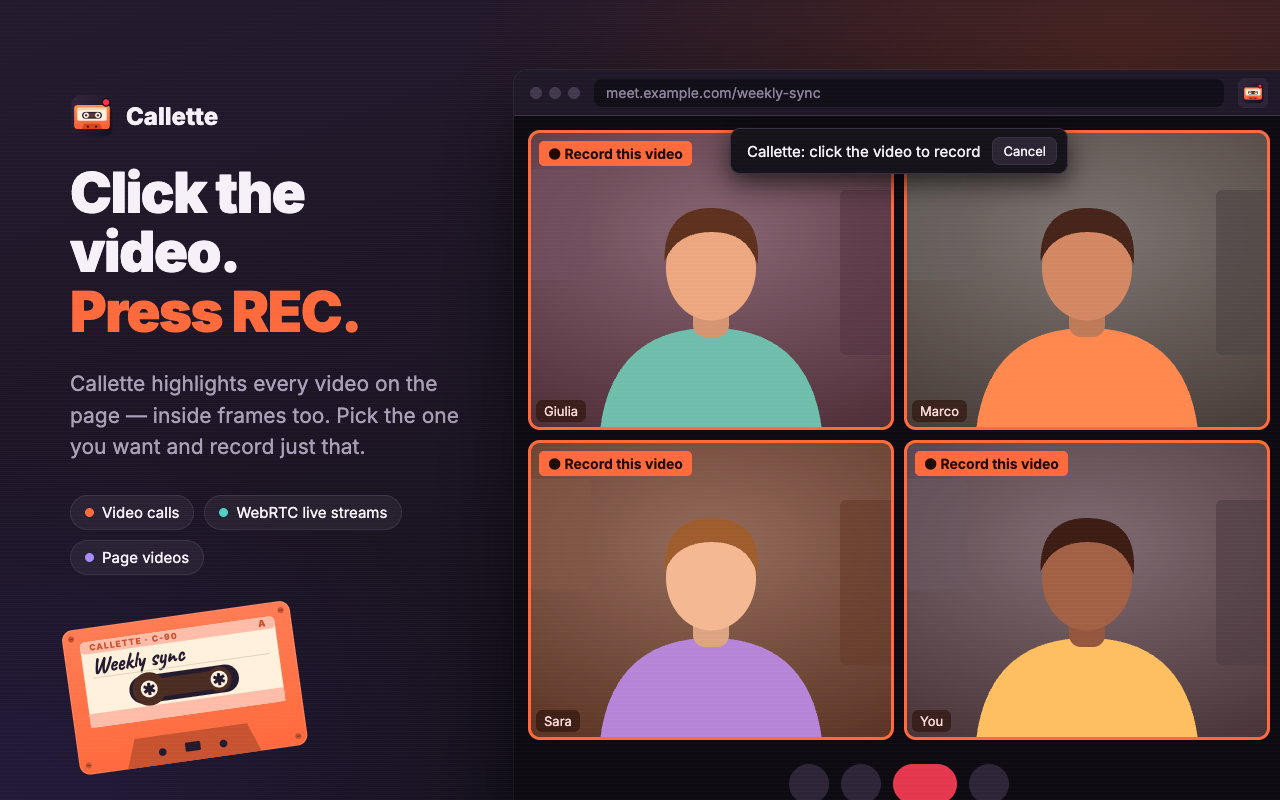 Callette
Click the
video.
Press REC.
Callette highlights every video on the
page — inside frames too. Pick the one
you want and record just that.
Video calls
WebRTC live streams
Page videos
CALLETTE · C-90
A
Weekly sync
meet.example.com/weekly-sync
Callette: click the video to record
Cancel
Record this video
Giulia
Marco
Record this video
Record this video
Sara
You